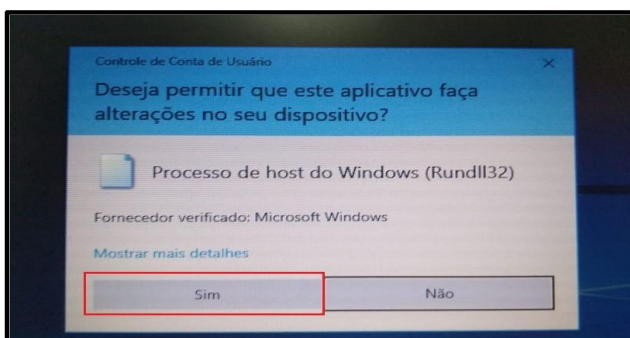 Controle de Conta de Usuário
Deseja permitir que este aplicativo faça
alterações no seu dispositivo?
Processo de host do Windows (Rundll32)
Fornecedor verificado: Microsoft Windows
Mostrar mais detalhes
Sim
Não